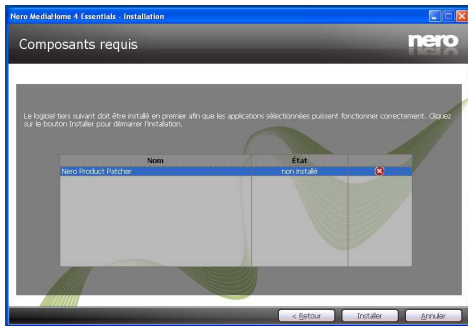 Nero MediaHome 4 Essentials - Installation
Composants requis
nero
Le logiciel tiers suivant doit être installé en premier afin que les applications sélectionnées puissent fonctionner correctement. Cliquez
sur le bouton Installer pour démarrer l'installation.
Nom État
Nero Product Patcher non installé
< Retour Installer Annuler